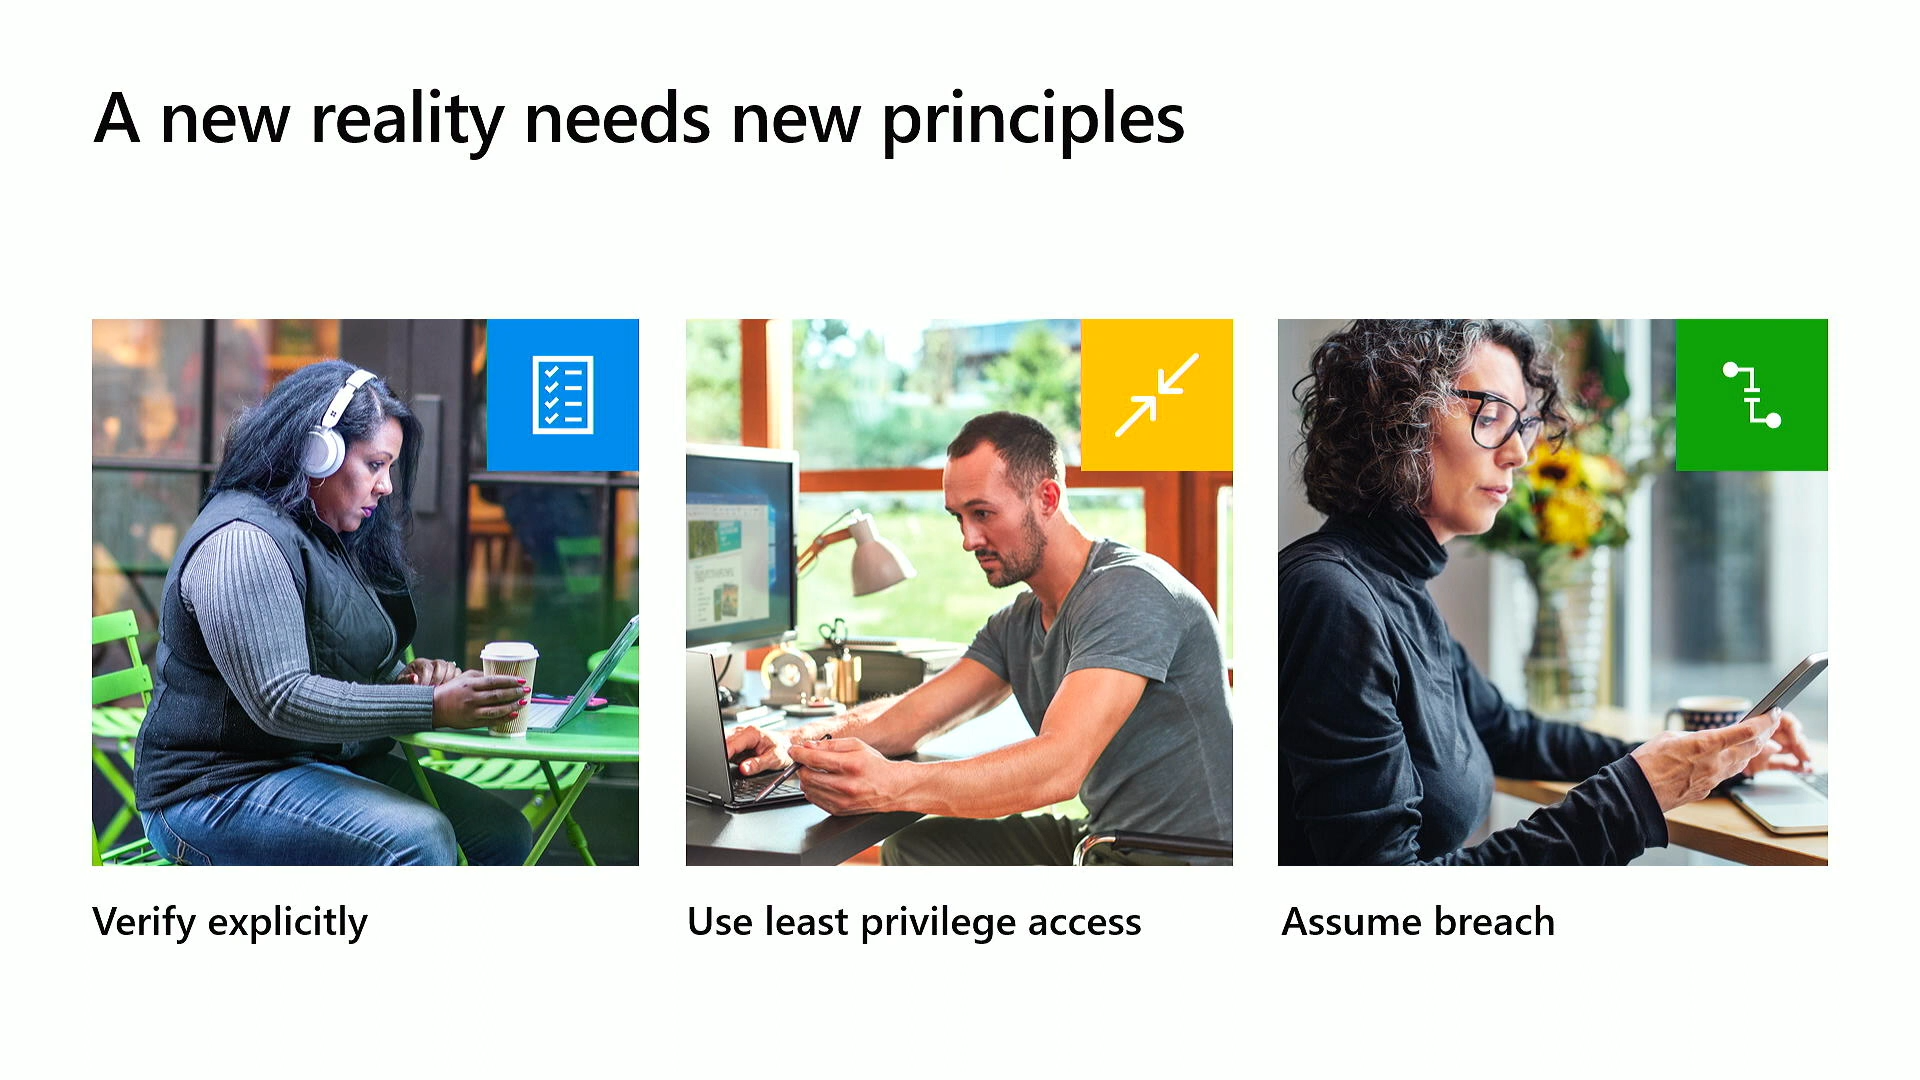 A new reality needs new principles
Verify explicitly
Use least privilege access
Assume breach